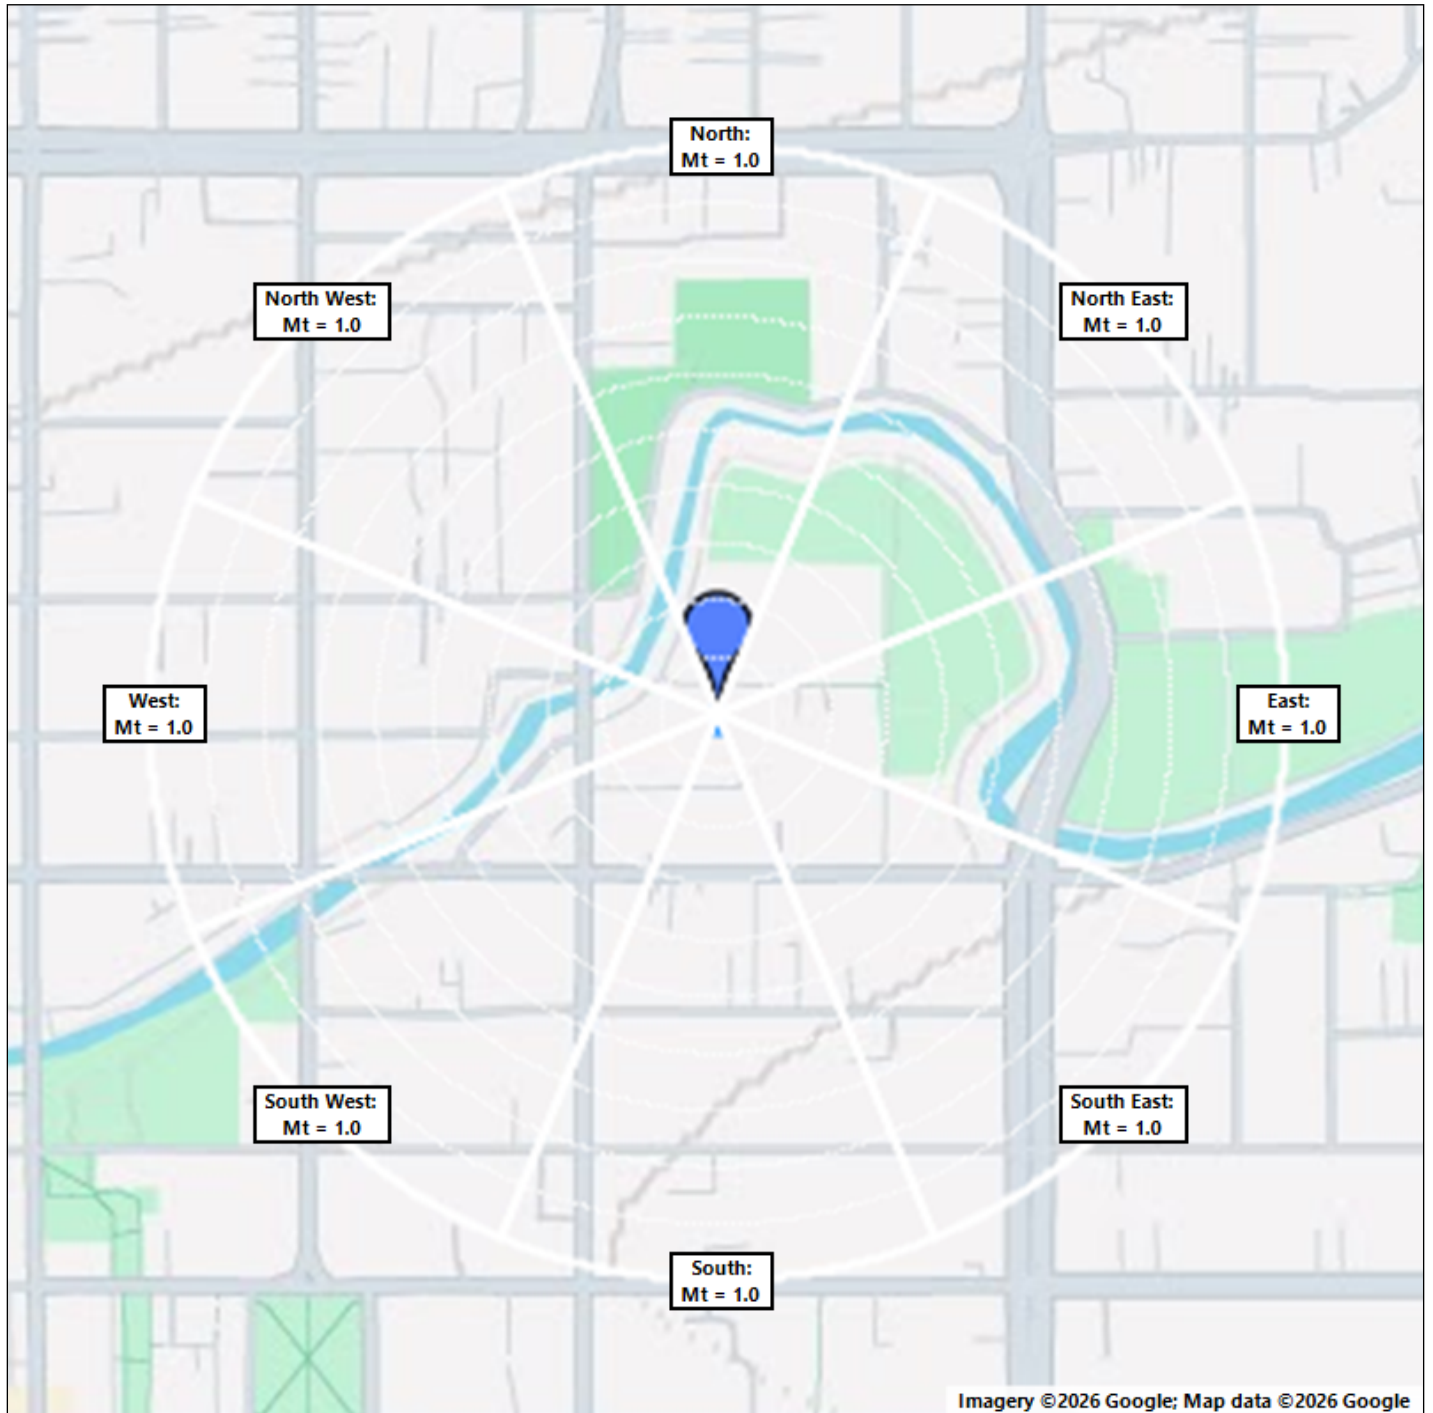 North:
Mt = 1.0
North West:
Mt = 1.0
North East:
Mt = 1.0
West:
Mt = 1.0
East:
Mt = 1.0
South West:
Mt = 1.0
South East:
Mt = 1.0
South:
Mt = 1.0
Imagery ©2026 Google; Map data ©2026 Google